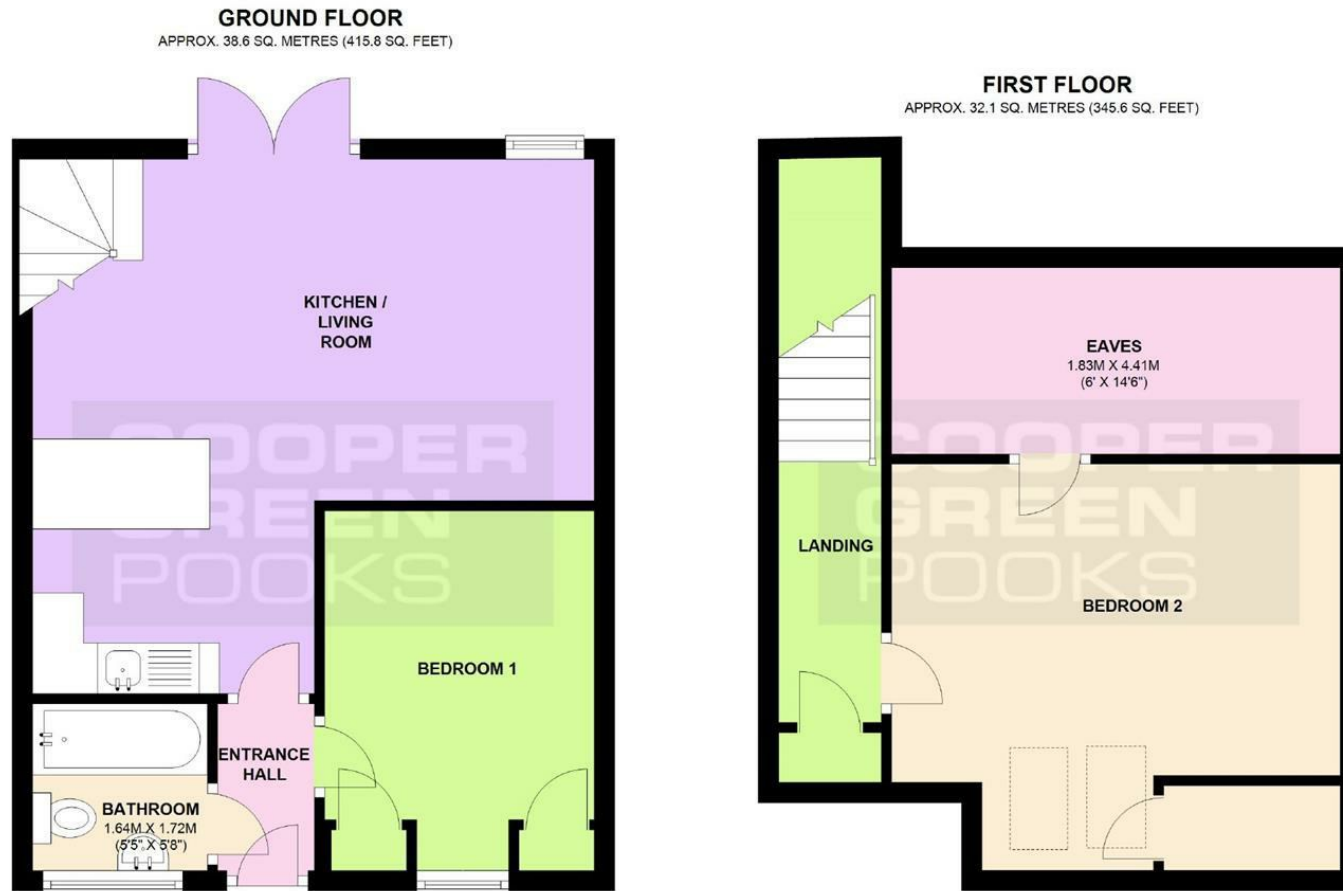 GROUND FLOOR
APPROX. 38.6 SQ. METRES (415.8 SQ. FEET)
KITCHEN /
LIVING
ROOM
COOPER
GREEN
POOKS
BEDROOM 1
ENTRANCE
HALL
BATHROOM
1.64M X 1.72M
(5'5" X 5'8")
FIRST FLOOR
APPROX. 32.1 SQ. METRES (345.6 SQ. FEET)
EAVES
1.83M X 4.41M
(6' X 14'6")
COOPER
GREEN
POOKS
LANDING
BEDROOM 2